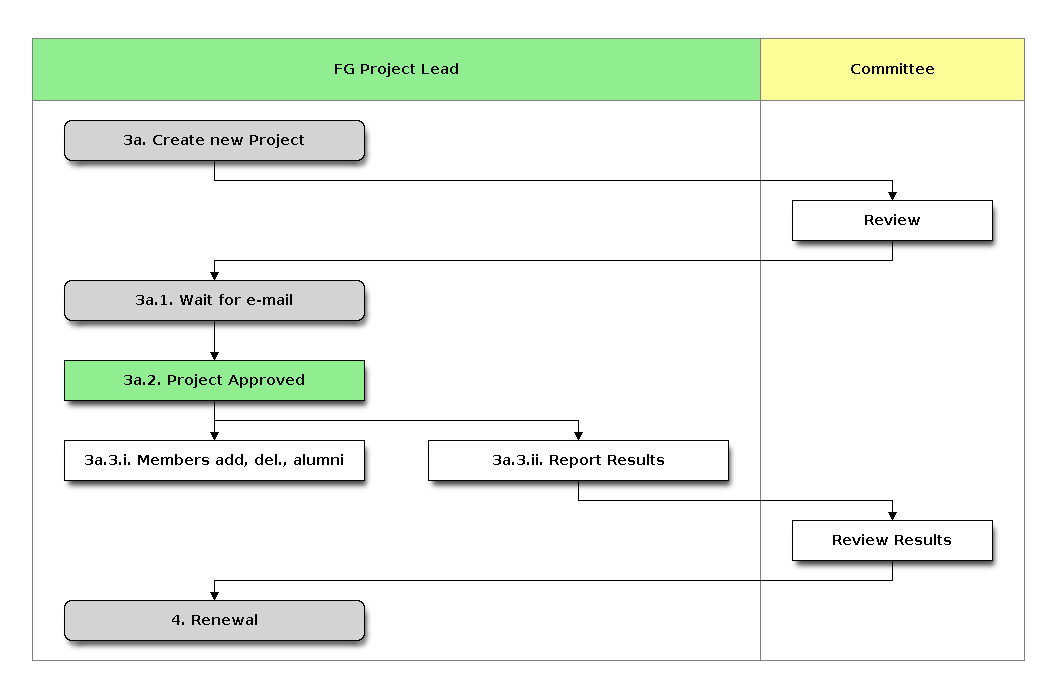 FG Project Lead
Committee
3a. Create new Project
Review
3a.1. Wait for e-mail
3a.2. Project Approved
3a.3.i. Members add, del., alumni
3a.3.ii. Report Results
Review Results
4. Renewal